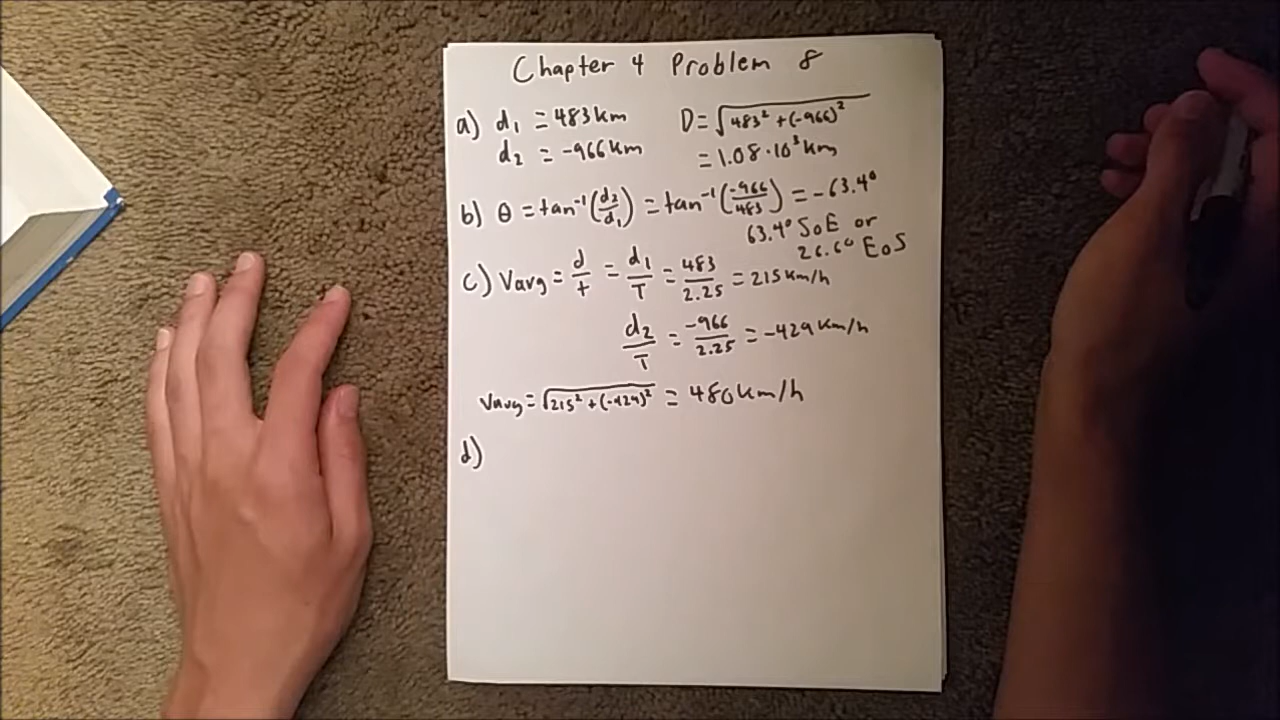 Chapter 4 Problem 8
a) d₁ = 483 km D = √(483² + (-966)²)
d₂ = -966 km = 1.08·10³ km
b) θ = tan⁻¹(d₂/d₁) = tan⁻¹(-966/483) = -63.4°
63.4° SoE or
26.6° EoS
c) Vavg = d/t = d₁/T = 483/2.25 = 215 km/h
d₂/T = -966/2.25 = -429 km/h
Vavg = √(215² + (-429)²) = 480 km/h
d)